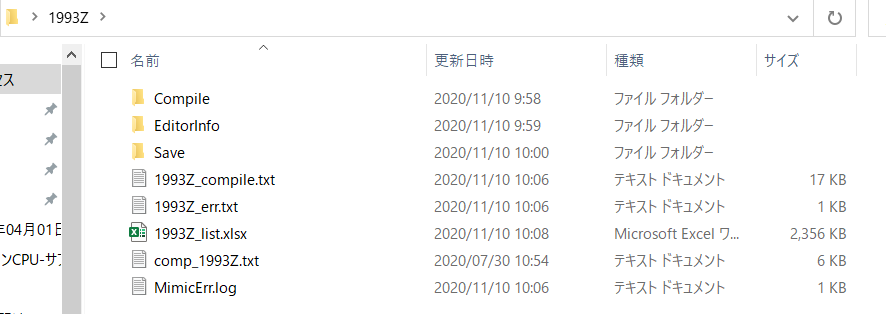 1993Z
名前 更新日時 種類 サイズ
セス
Compile 2020/11/10 9:58 ファイル フォルダー
EditorInfo 2020/11/10 9:59 ファイル フォルダー
Save 2020/11/10 10:00 ファイル フォルダー
1993Z_compile.txt 2020/11/10 10:06 テキスト ドキュメント 17 KB
1993Z_err.txt 2020/11/10 10:06 テキスト ドキュメント 1 KB
年04月01日 1993Z_list.xlsx 2020/11/10 10:08 Microsoft Excel ワ... 2,356 KB
ンCPU-サブ comp_1993Z.txt 2020/07/30 10:54 テキスト ドキュメント 6 KB
MimicErr.log 2020/11/10 10:06 テキスト ドキュメント 1 KB